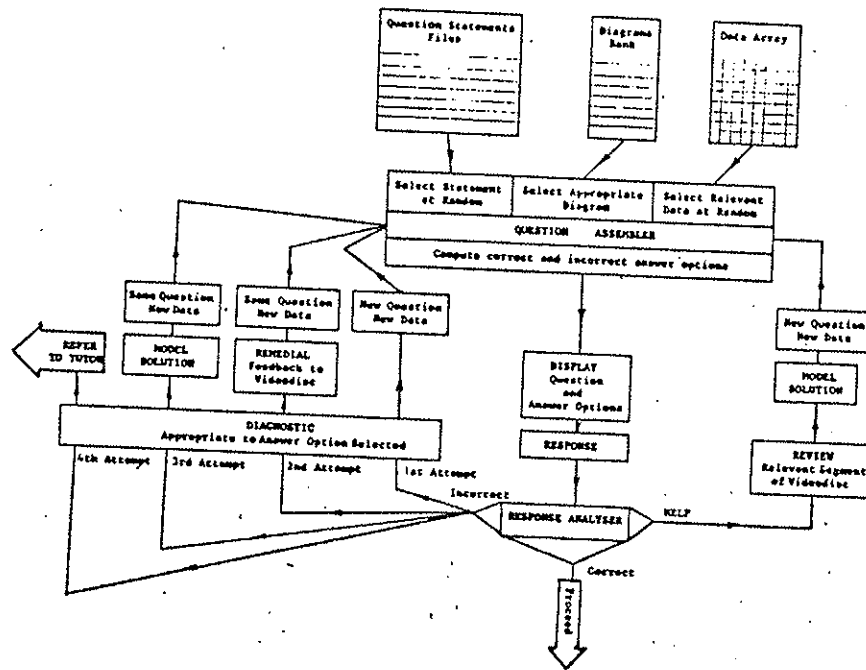 Question Statements
Files
Diagrams
Bank
Data Array
Select Statement
at Random
Select Appropriate
Diagram
Select Relevant
Data at Random
QUESTION ASSEMBLER
Compute correct and incorrect answer options
Same Question
New Data
Same Question
New Data
New Question
New Data
New Question
New Data
REFER
TO TUTOR
MODEL
SOLUTION
REMEDIAL
Feedback to
Videodisc
DISPLAY
Question
and
Answer Options
MODEL
SOLUTION
DIAGNOSTIC
Appropriate to Answer Option Selected
RESPONSE
REVIEW
Relevant Segment
of Videodisc
4th Attempt
3rd Attempt
2nd Attempt
1st Attempt
Incorrect
RESPONSE ANALYSER
HELP
Correct
Proceed